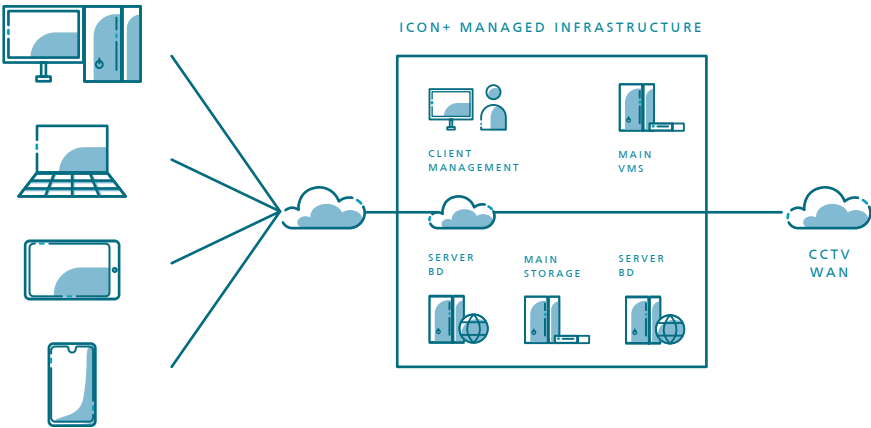 ICON+ MANAGED INFRASTRUCTURE
CLIENT
MANAGEMENT
MAIN
VMS
SERVER
BD
MAIN
STORAGE
SERVER
BD
CCTV
WAN